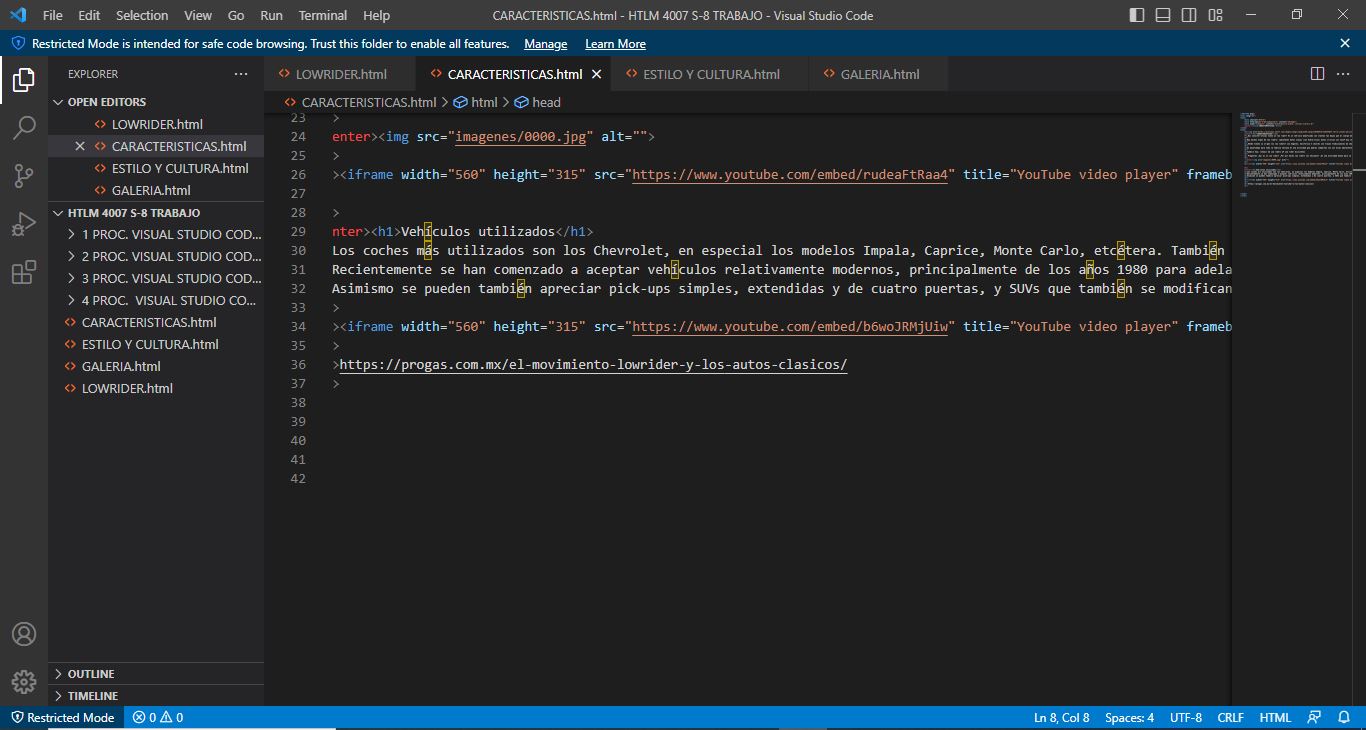 File Edit Selection View Go Run Terminal Help CARACTERISTICAS.html - HTLM 4007 S-8 TRABAJO - Visual Studio Code
Restricted Mode is intended for safe code browsing. Trust this folder to enable all features. Manage Learn More
EXPLORER
OPEN EDITORS
LOWRIDER.html
CARACTERISTICAS.html
ESTILO Y CULTURA.html
GALERIA.html
HTLM 4007 S-8 TRABAJO
1 PROC. VISUAL STUDIO COD...
2 PROC. VISUAL STUDIO COD...
3 PROC. VISUAL STUDIO COD...
4 PROC. VISUAL STUDIO CO...
CARACTERISTICAS.html
ESTILO Y CULTURA.html
GALERIA.html
LOWRIDER.html
OUTLINE
TIMELINE
LOWRIDER.html CARACTERISTICAS.html ESTILO Y CULTURA.html GALERIA.html
CARACTERISTICAS.html > html > head
23 >
24 enter><img src="imagenes/0000.jpg" alt="">
25 >
26 ><iframe width="560" height="315" src="https://www.youtube.com/embed/rudeaFtRaa4" title="YouTube video player" frameb
27
28 >
29 nter><h1>Vehículos utilizados</h1>
30 Los coches más utilizados son los Chevrolet, en especial los modelos Impala, Caprice, Monte Carlo, etcétera. También
31 Recientemente se han comenzado a aceptar vehículos relativamente modernos, principalmente de los años 1980 para adela
32 Asimismo se pueden también apreciar pick-ups simples, extendidas y de cuatro puertas, y SUVs que también se modifican
33 >
34 ><iframe width="560" height="315" src="https://www.youtube.com/embed/b6woJRMjUiw" title="YouTube video player" frameb
35 >
36 >https://progas.com.mx/el-movimiento-lowrider-y-los-autos-clasicos/
37 >
38
39
40
41
42
Restricted Mode 0 0 Ln 8, Col 8 Spaces: 4 UTF-8 CRLF HTML